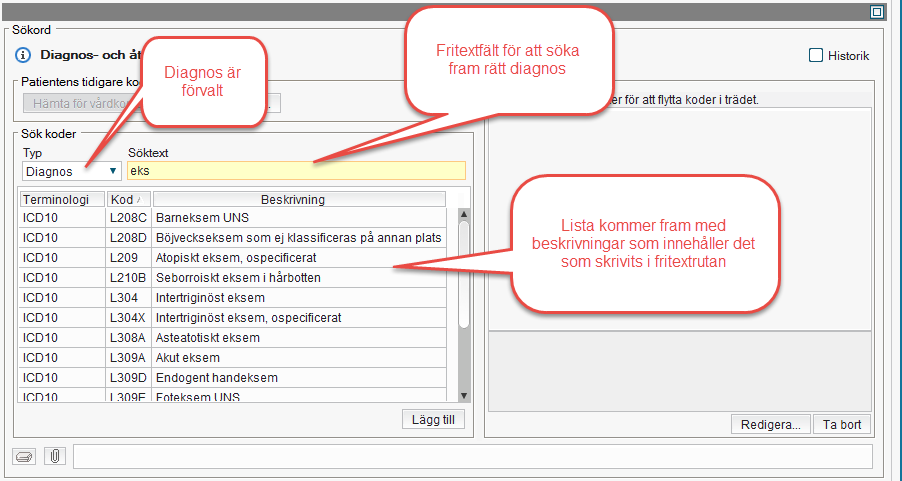 Sökord
Diagnos- och åt
Historik
Diagnos är
förvalt
Fritextfält för att söka
fram rätt diagnos
Patientens tidigare ko
Hämta för vårdko
er för att flytta koder i trädet.
Sök koder
Typ Söktext
Diagnos eks
Terminologi Kod Beskrivning
ICD10 L208C Barneksem UNS
ICD10 L208D Böjveckseksem som ej klassificeras på annan plats
ICD10 L209 Atopiskt eksem, ospecificerat
ICD10 L210B Seborroiskt eksem i hårbotten
ICD10 L304 Intertriginöst eksem
ICD10 L304X Intertriginöst eksem, ospecificerat
ICD10 L308A Asteatotiskt eksem
ICD10 L309A Akut eksem
ICD10 L309D Endogent handeksem
ICD10 L309E Foteksem UNS
Lista kommer fram med
beskrivningar som innehåller det
som skrivits i fritextrutan
Lägg till
Redigera... Ta bort